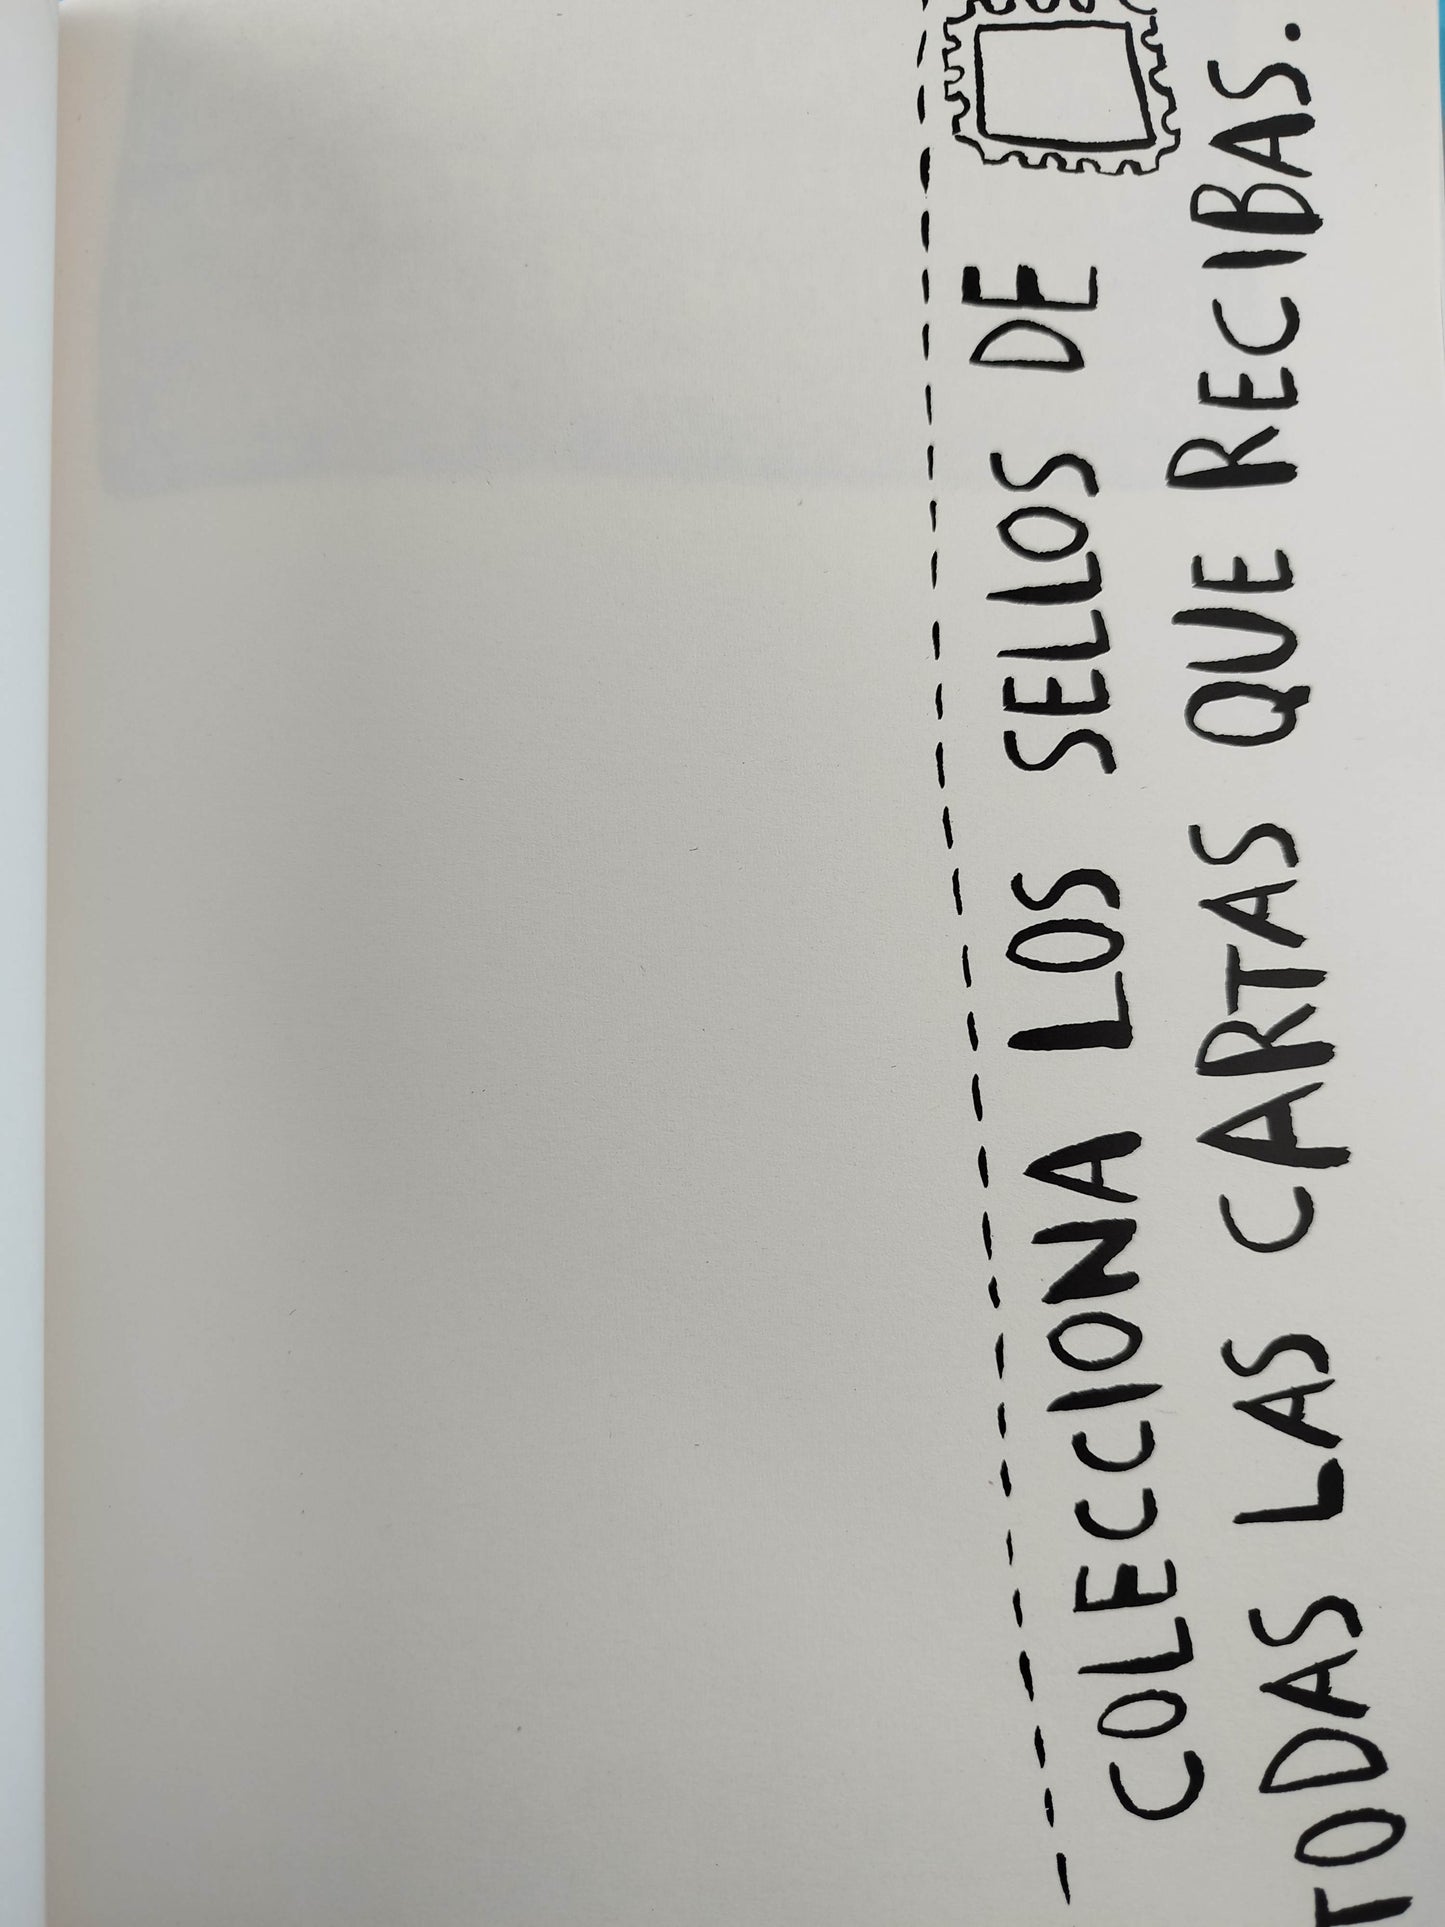 COLECCIONA LOS SELLOS DE
TODAS LAS CARTAS QUE RECIBAS.